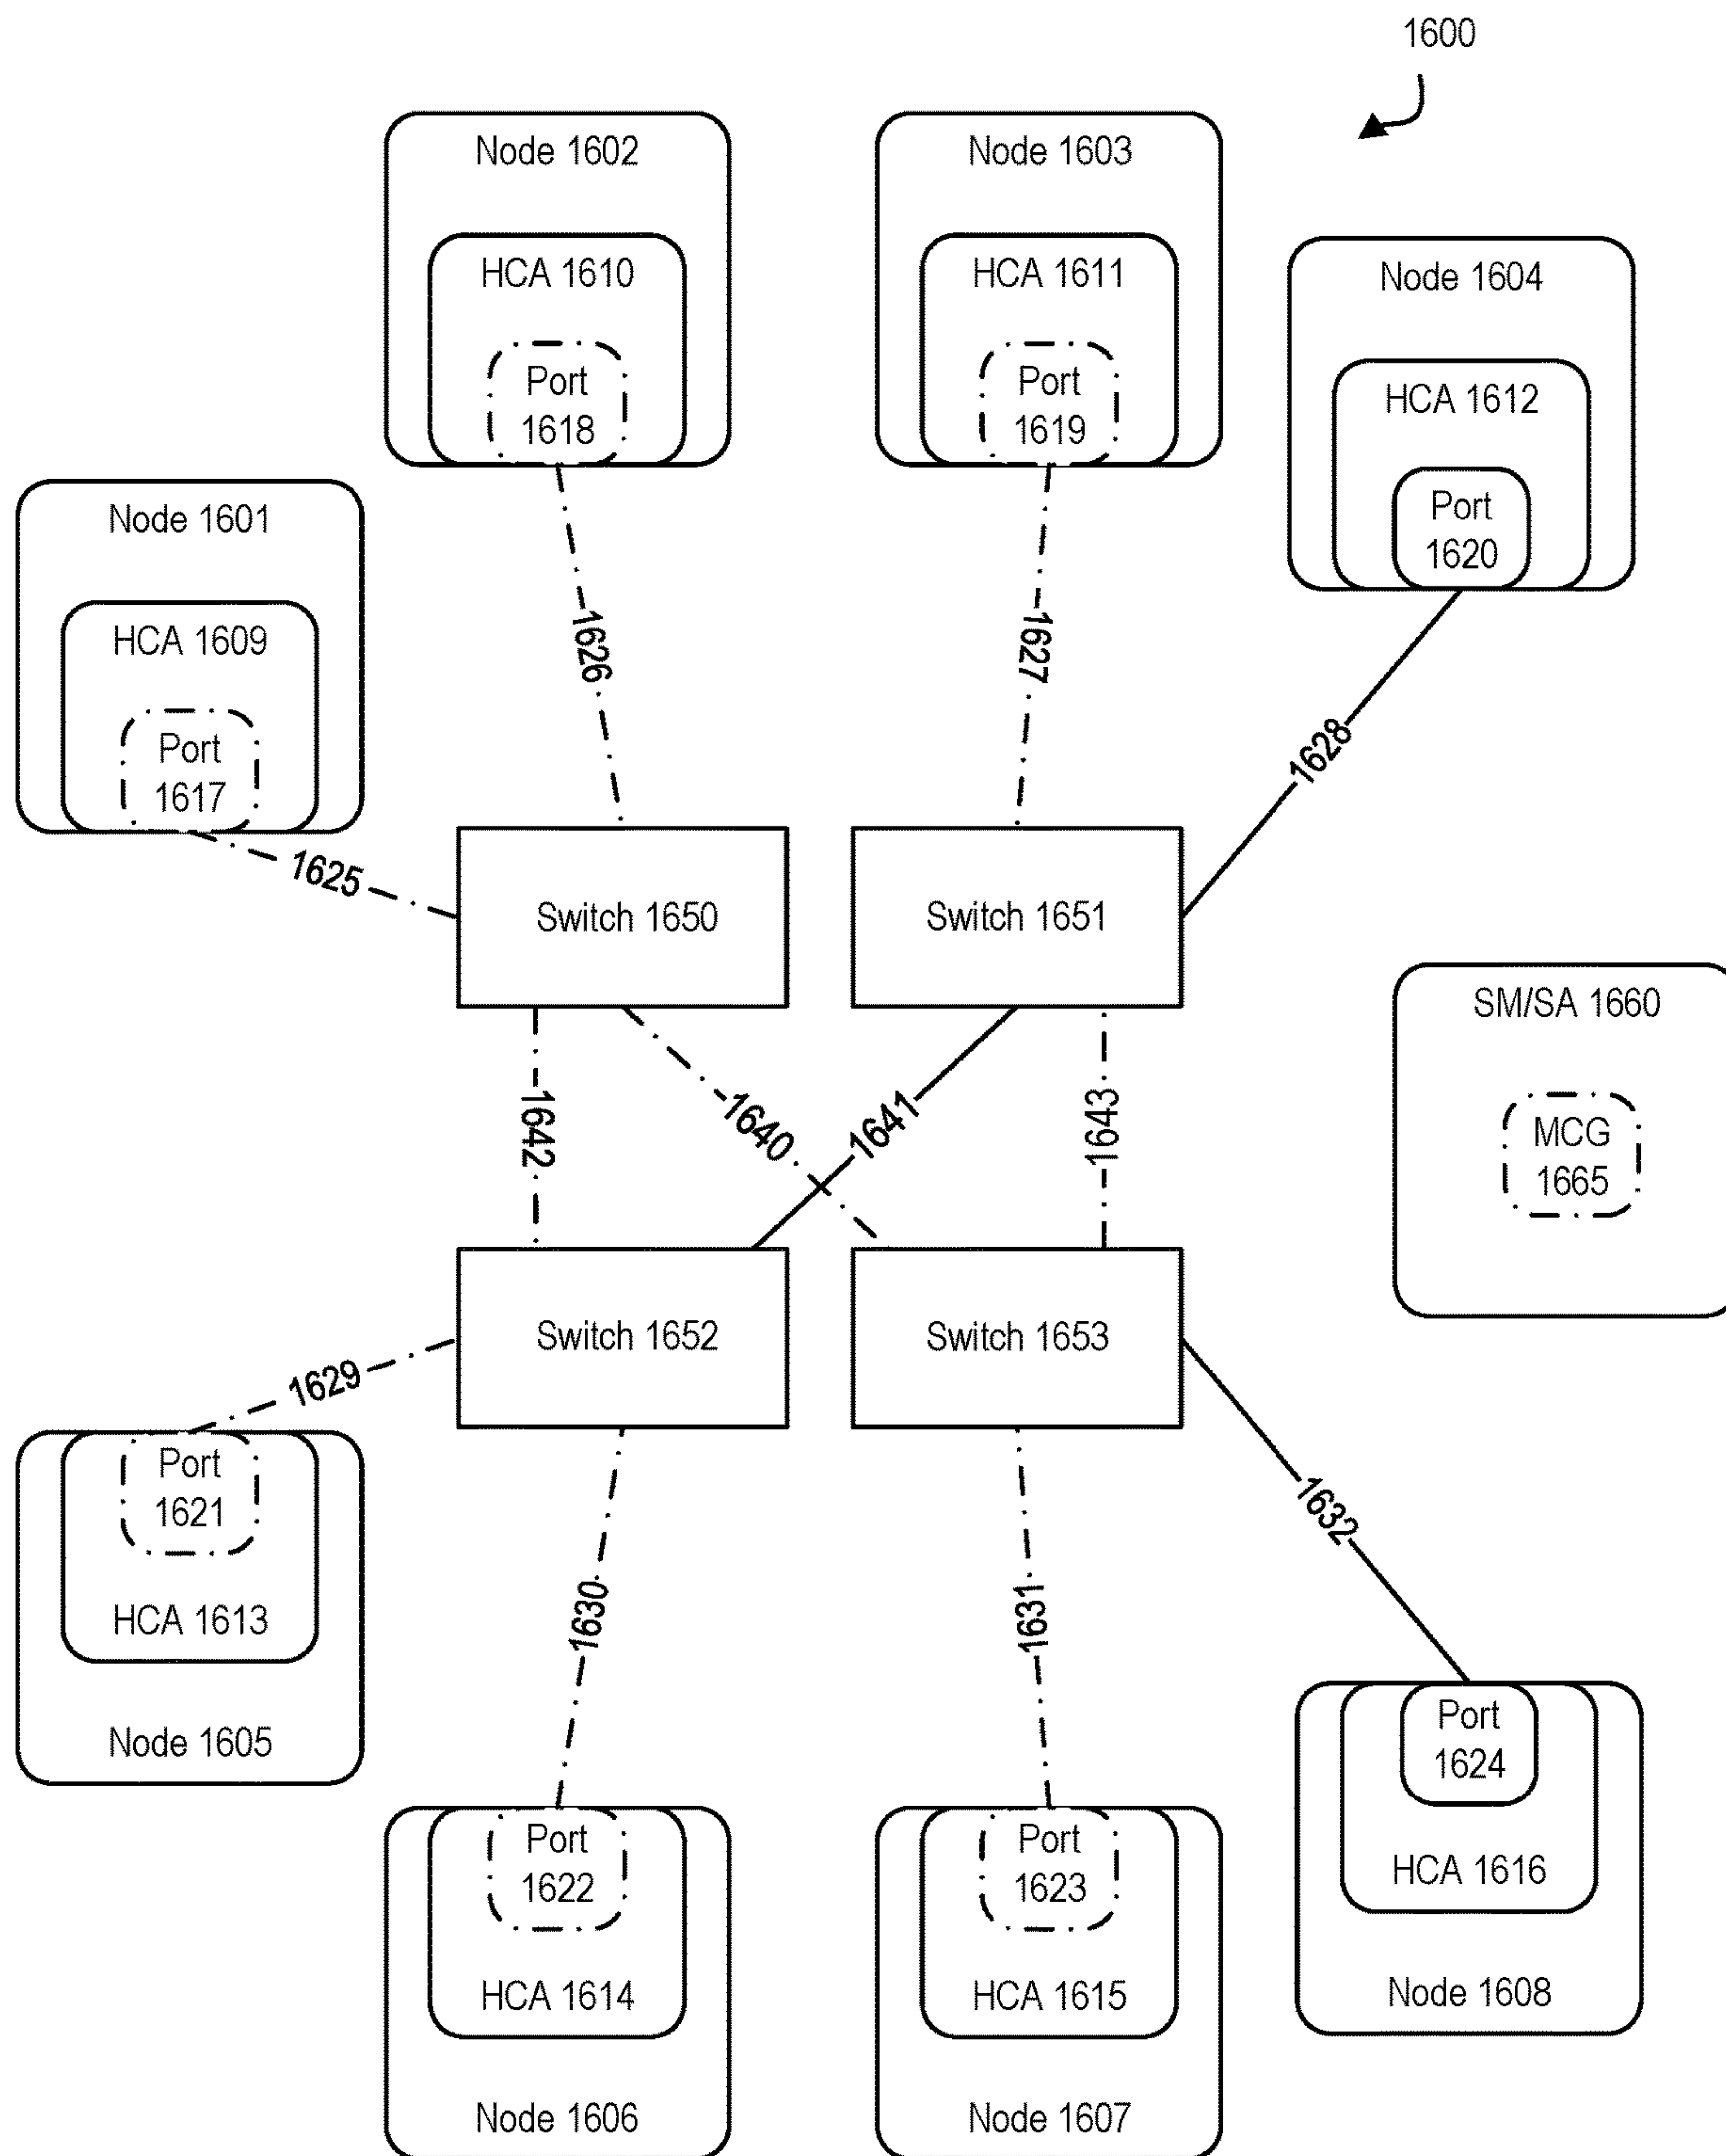 1600
Node 1602
HCA 1610
Port
1618
Node 1603
HCA 1611
Port
1619
Node 1604
HCA 1612
Port
1620
Node 1601
HCA 1609
Port
1617
1626
1627
1628
1625
Switch 1650
Switch 1651
SM/SA 1660
MCG
1665
1642
1640
1641
1643
Switch 1652
Switch 1653
1629
1630
1631
1632
Port
1621
HCA 1613
Node 1605
Port
1622
HCA 1614
Node 1606
Port
1623
HCA 1615
Node 1607
Port
1624
HCA 1616
Node 1608